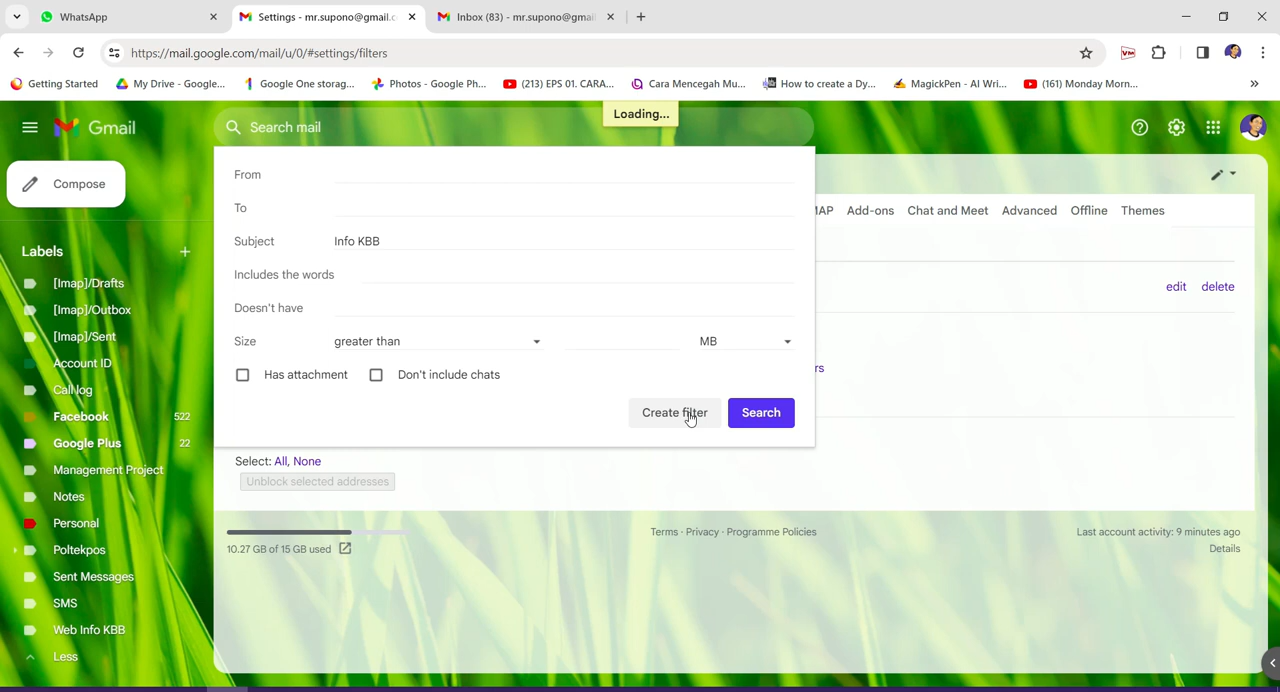 WhatsApp
Settings - mr.supono@gmail.c
Inbox (83) - mr.supono@gmai
https://mail.google.com/mail/u/0/#settings/filters
Getting Started
My Drive - Google...
Google One storag...
Photos - Google Ph...
(213) EPS 01. CARA...
Cara Mencegah Mu...
How to create a Dy...
MagickPen - AI Wri...
(161) Monday Morn...
Gmail
Search mail
Loading...
Compose
From
To
Subject Info KBB
Includes the words
Doesn't have
Size greater than MB
Has attachment Don't include chats
Create filter Search
MAP Add-ons Chat and Meet Advanced Offline Themes
edit delete
rs
Select: All, None
Unblock selected addresses
10.27 GB of 15 GB used
Terms · Privacy · Programme Policies
Last account activity: 9 minutes ago
Details
Labels
[Imap]/Drafts
[Imap]/Outbox
[Imap]/Sent
Account ID
Call log
Facebook 522
Google Plus 22
Management Project
Notes
Personal
Poltekpos
Sent Messages
SMS
Web Info KBB
Less